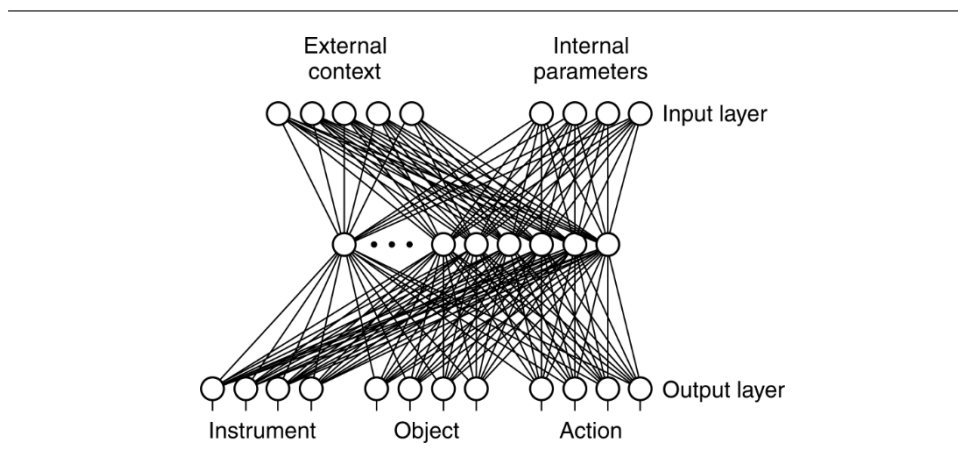 External
context
Internal
parameters
Input layer
Output layer
Instrument
Object
Action